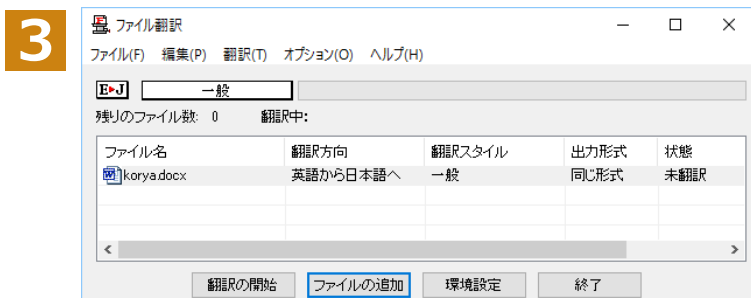 3
ファイル翻訳
ファイル(F) 編集(P) 翻訳(T) オプション(O) ヘルプ(H)
E▸J 一般
残りのファイル数: 0 翻訳中:
ファイル名 翻訳方向 翻訳スタイル 出力形式 状態
korya.docx 英語から日本語へ 一般 同じ形式 未翻訳
翻訳の開始 ファイルの追加 環境設定 終了